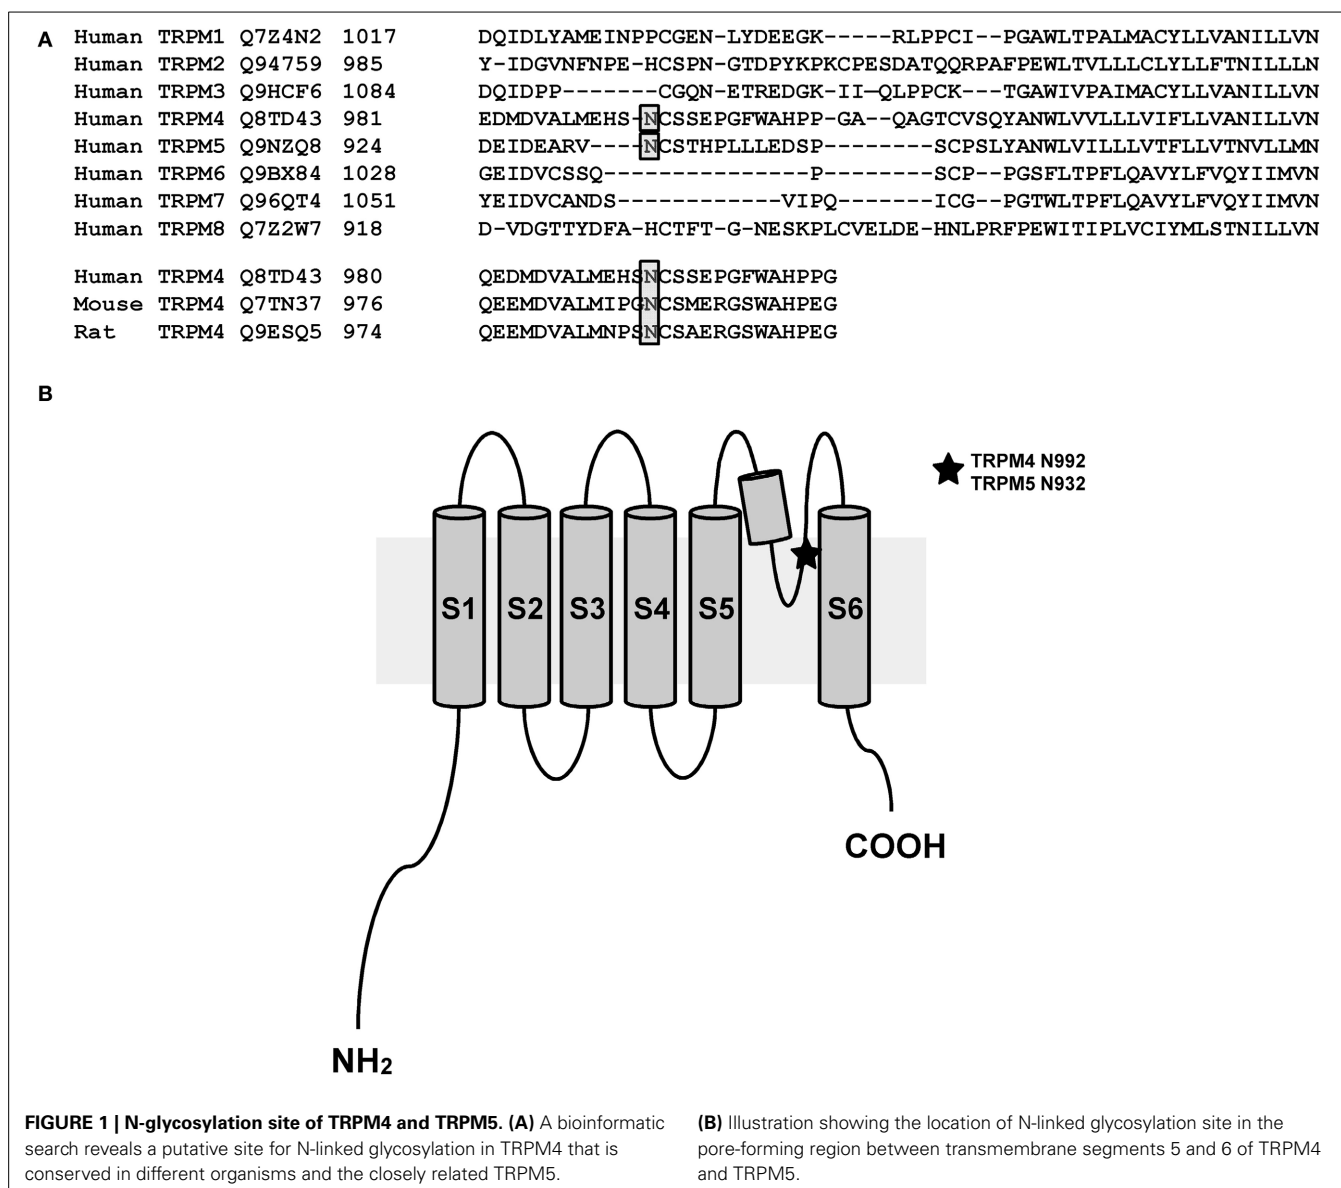 A
Human TRPM1 Q7Z4N2 1017 DQIDLYAMEINPPCGEN-LYDEEGK-----RLPPCI--PGAWLTPALMACYLLVANILLVN
Human TRPM2 Q94759 985 Y-IDGVNFNPE-HCSPN-GTDPYKPKCPESDATQQRPAFPEWLTVLLLCLYLLFTNILLLN
Human TRPM3 Q9HCF6 1084 DQIDPP-------CGQN-ETREDGK-II-QLPPCK---TGAWIVPAIMACYLLVANILLVN
Human TRPM4 Q8TD43 981 EDMDVALMEHS-NCSSEPGFWAHPP-GA--QAGTCVSQYANWLVVLLLVIFLLVANILLVN
Human TRPM5 Q9NZQ8 924 DEIDEARV----NCSTHPLLLEDSP--------SCPSLYANWLVILLLVTFLLVTNVLLMN
Human TRPM6 Q9BX84 1028 GEIDVCSSQ---------------P--------SCP--PGSFLTPFLQAVYLFVQYIIMVN
Human TRPM7 Q96QT4 1051 YEIDVCANDS------------VIPQ-------ICG--PGTWLTPFLQAVYLFVQYIIMVN
Human TRPM8 Q7Z2W7 918 D-VDGTTYDFA-HCTFT-G-NESKPLCVELDE-HNLPRFPEWITIPLVCIYMLSTNILLVN
Human TRPM4 Q8TD43 980 QEDMDVALMEHSNCSSEPGFWAHPPG
Mouse TRPM4 Q7TN37 976 QEEMDVALMIPGNCSMERGSWAHPEG
Rat TRPM4 Q9ESQ5 974 QEEMDVALMNPSNCSAERGSWAHPEG
B
TRPM4 N992
TRPM5 N932
S1 S2 S3 S4 S5 S6
COOH
NH2
FIGURE 1 | N-glycosylation site of TRPM4 and TRPM5. (A) A bioinformatic
search reveals a putative site for N-linked glycosylation in TRPM4 that is
conserved in different organisms and the closely related TRPM5.
(B) Illustration showing the location of N-linked glycosylation site in the
pore-forming region between transmembrane segments 5 and 6 of TRPM4
and TRPM5.